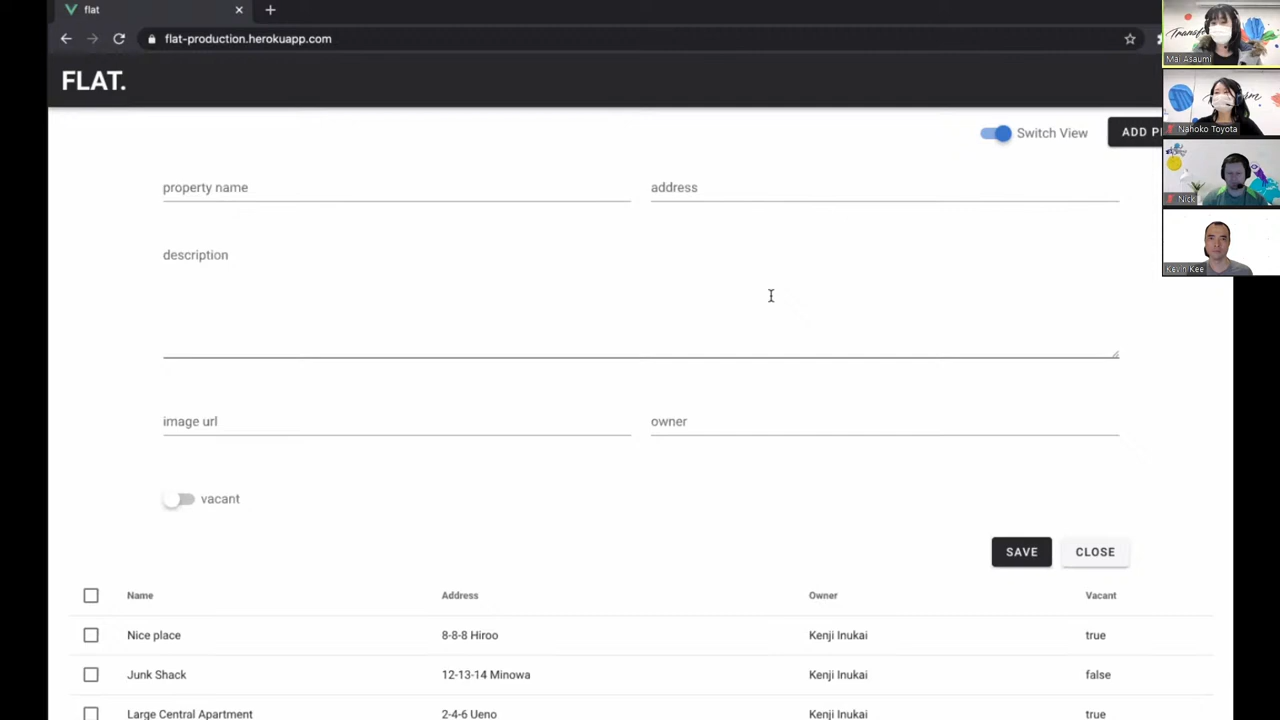 flat
flat-production.herokuapp.com
FLAT.
Switch View
ADD
property name
address
description
image url
owner
vacant
SAVE
CLOSE
Name Address Owner Vacant
Nice place 8-8-8 Hiroo Kenji Inukai true
Junk Shack 12-13-14 Minowa Kenji Inukai false
Large Central Apartment 2-4-6 Ueno Kenji Inukai true
Mai Asaumi
Nahoko Toyota
Nick
Kevin Kee